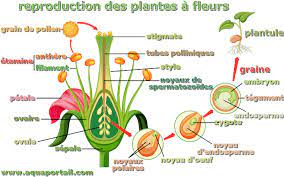 reproduction des plantes à fleurs
grain de pollen
stigmate
plantule
anthère
étamine
filament
tubes polliniques
style
noyaux de
spermatozoïdes
graine
embryon
tégument
endosperme
pétale
ovaire
ovule
sépale
zygote
noyau
d'endosperme
noyau d'oeuf
noyaux
polaires
www.aquaportail.com